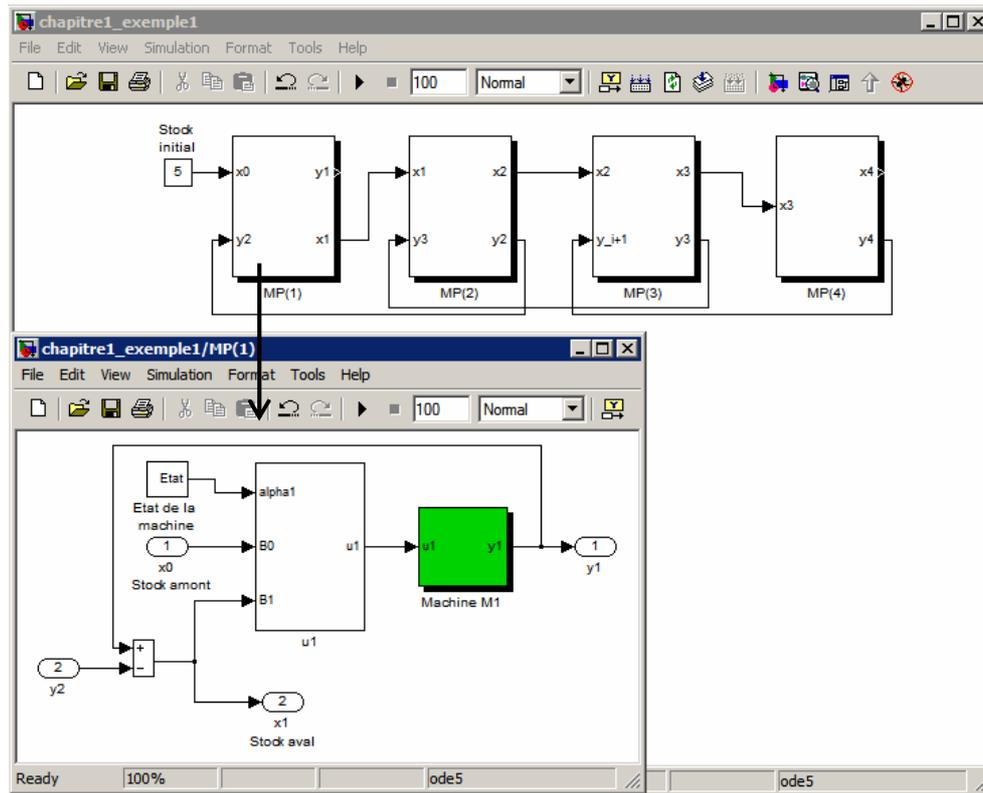 chapitre1_exemple1
File Edit View Simulation Format Tools Help
100 Normal
Stock
initial
5
x0 y1
y2 x1
MP(1)
x1 x2
y3 y2
MP(2)
x2 x3
y_i+1 y3
MP(3)
x4
x3
y4
MP(4)
chapitre1_exemple1/MP(1)
File Edit View Simulation Format Tools Help
100 Normal
Etat
Etat de la
machine
1
x0
Stock amont
alpha1
B0 u1
B1
u1
u1 y1
Machine M1
1
y1
+
−
2
y2
2
x1
Stock aval
Ready 100% ode5
ode5